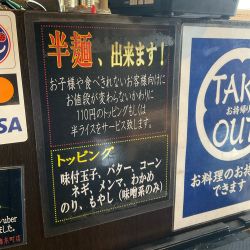 半麺、出来ます！
お子様や食べきれないお客様向けに
お値段が変わらないかわりに
110円のトッピングもしくは
半ライスをサービス致します。
トッピング
味付玉子、バター、コーン
ネギ、メンマ、わかめ
のり、もやし（味噌系のみ）
VISA
TAKE
お持ち
OUT
お料理のお持
できます